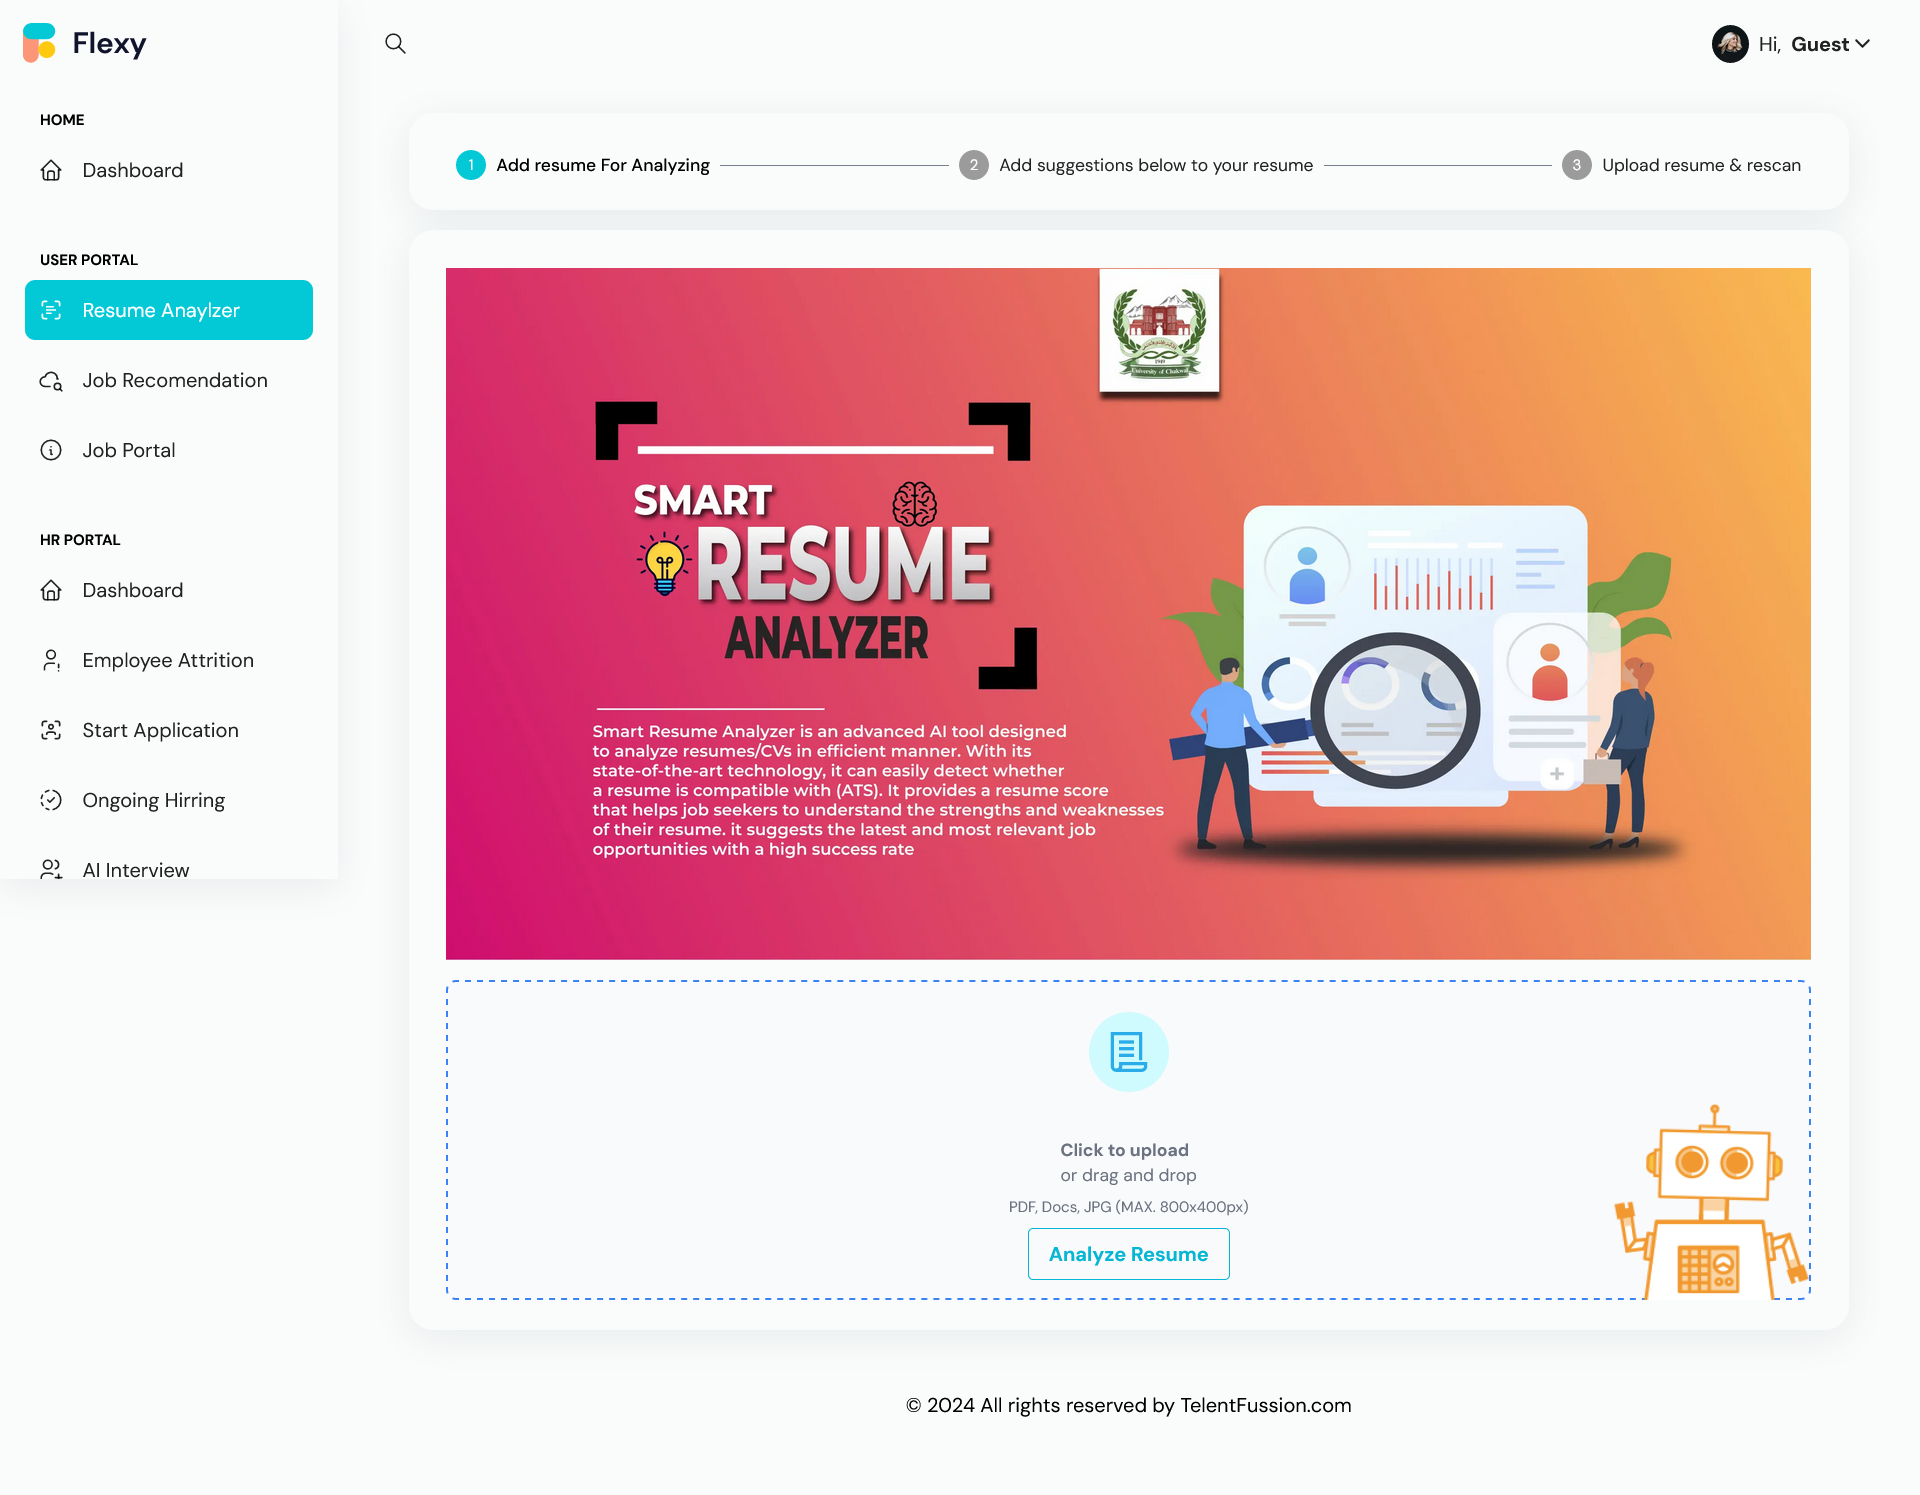 Flexy
Hi, Guest
HOME
Dashboard
USER PORTAL
Resume Anaylzer
Job Recomendation
Job Portal
HR PORTAL
Dashboard
Employee Attrition
Start Application
Ongoing Hirring
AI Interview
1 Add resume For Analyzing
2 Add suggestions below to your resume
3 Upload resume & rescan
1949
University of Chakwal
SMART
RESUME
ANALYZER
Smart Resume Analyzer is an advanced AI tool designed
to analyze resumes/CVs in efficient manner. With its
state-of-the-art technology, it can easily detect whether
a resume is compatible with (ATS). It provides a resume score
that helps job seekers to understand the strengths and weaknesses
of their resume. it suggests the latest and most relevant job
opportunities with a high success rate
Click to upload
or drag and drop
PDF, Docs, JPG (MAX. 800x400px)
Analyze Resume
© 2024 All rights reserved by TelentFussion.com